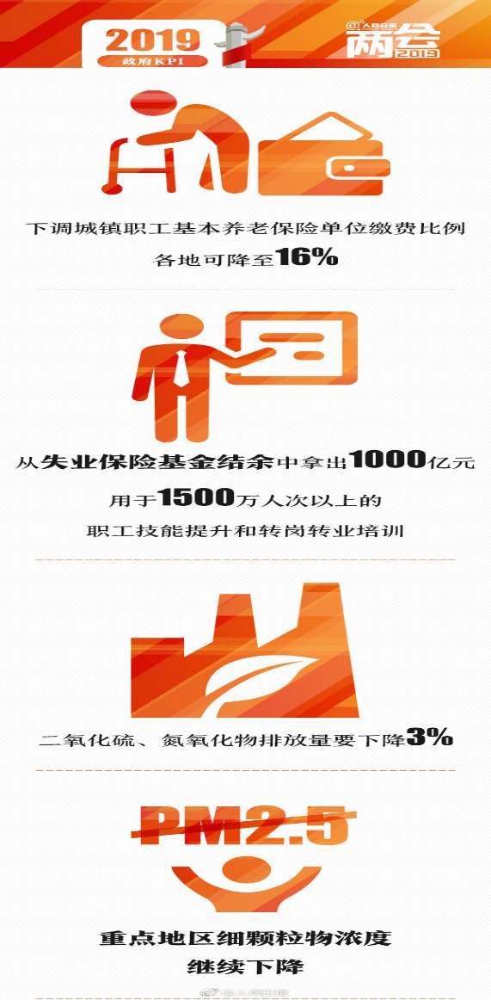 2019
政府KPI
@人民日报
两会
2019
下调城镇职工基本养老保险单位缴费比例
各地可降至16%
从失业保险基金结余中拿出1000亿元
用于1500万人次以上的
职工技能提升和转岗转业培训
二氧化硫、氮氧化物排放量要下降3%
PM2.5
重点地区细颗粒物浓度
继续下降
@人民日报